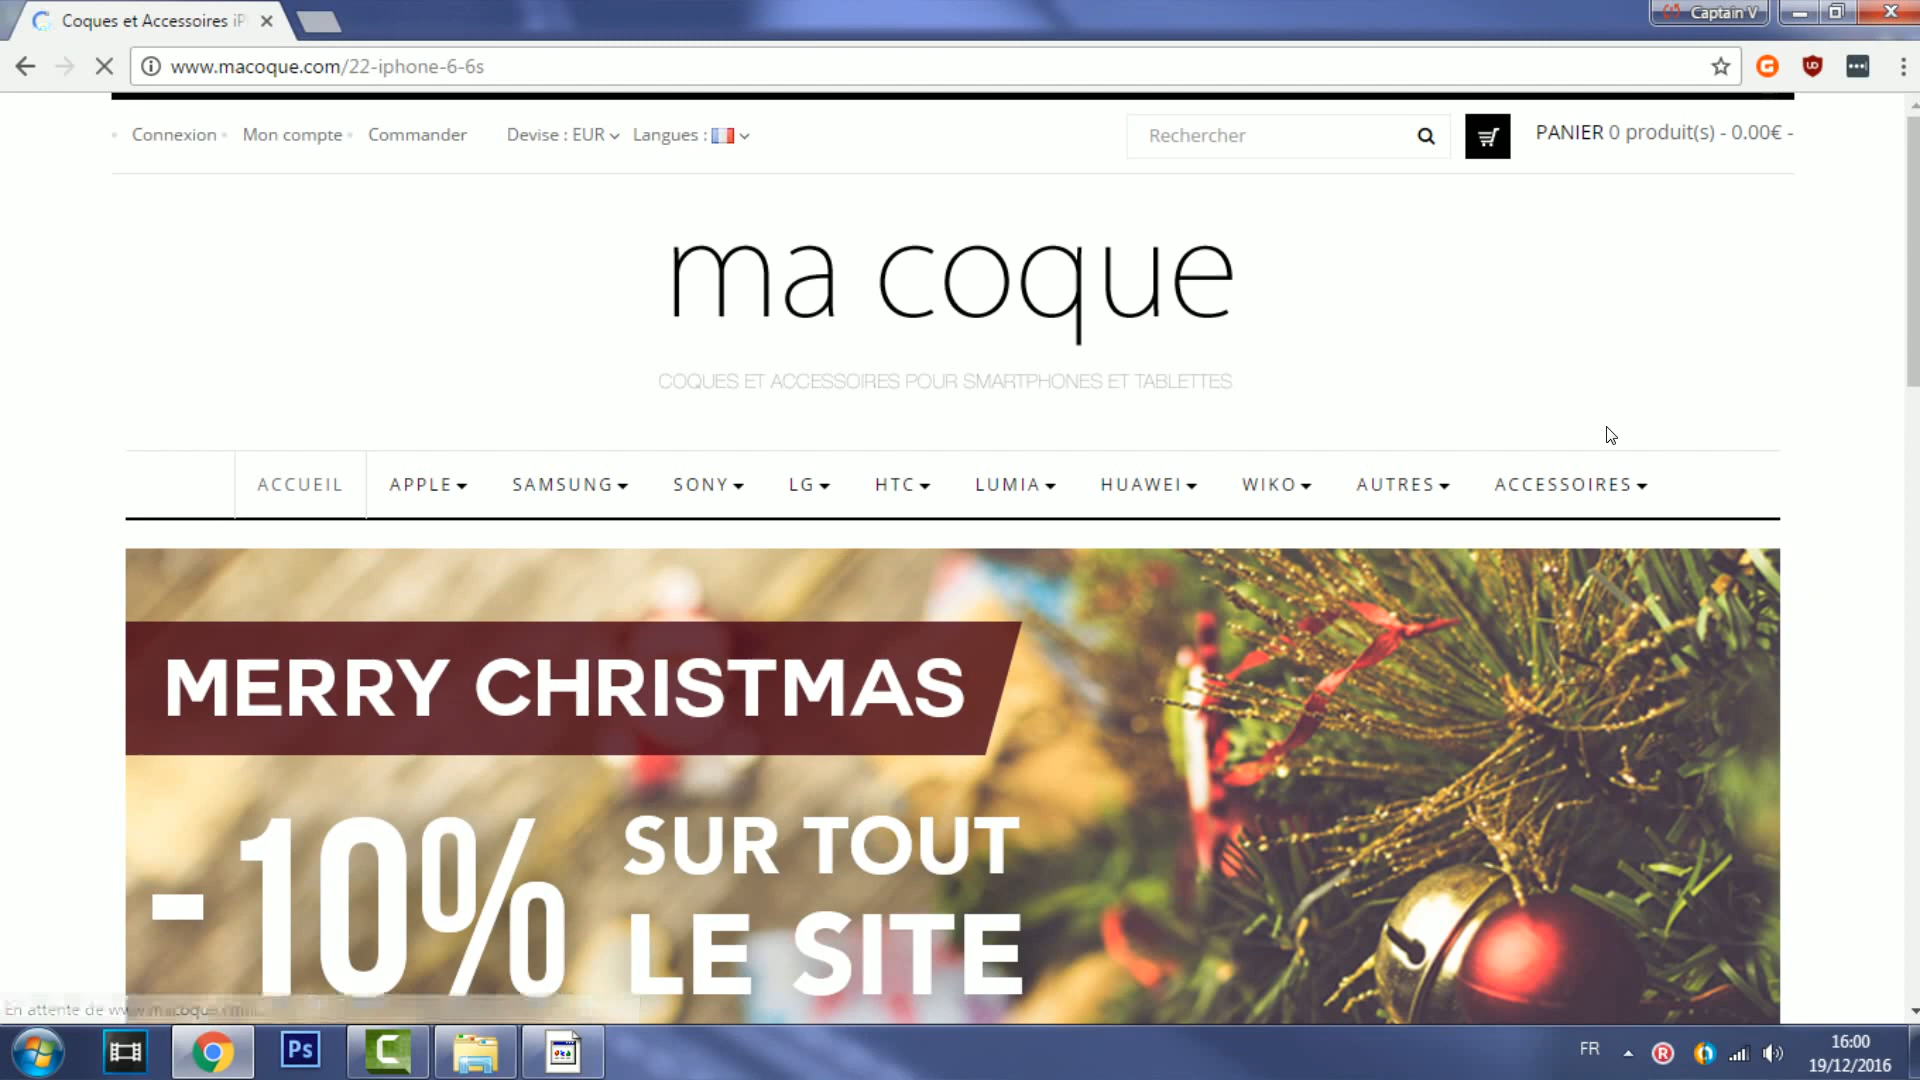 Coques et Accessoires iP
Captain V
www.macoque.com/22-iphone-6-6s
Connexion Mon compte Commander Devise : EUR Langues :
Rechercher
PANIER 0 produit(s) - 0.00€ -
ma coque
COQUES ET ACCESSOIRES POUR SMARTPHONES ET TABLETTES
ACCUEIL APPLE SAMSUNG SONY LG HTC LUMIA HUAWEI WIKO AUTRES ACCESSOIRES
MERRY CHRISTMAS
-10% SUR TOUT
LE SITE
En attente de
Ps
FR
16:00
19/12/2016